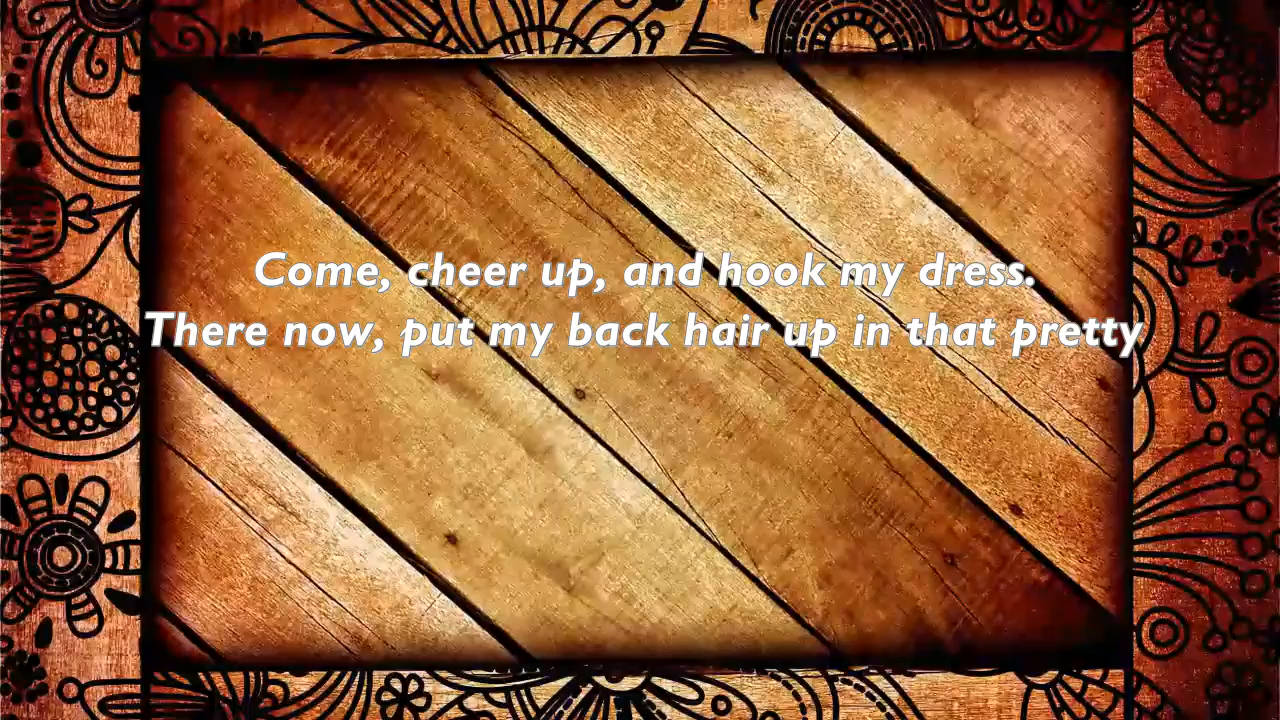 Come, cheer up, and hook my dress.
There now, put my back hair up in that pretty